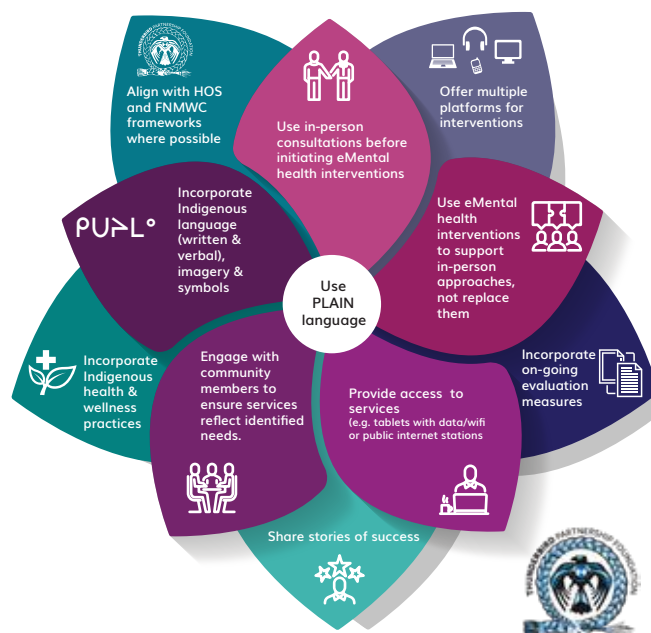 THUNDERBIRD PARTNERSHIP FOUNDATION
Align with HOS
and FNMWC
frameworks
where possible
Use in-person
consultations before
initiating eMental
health interventions
Offer multiple
platforms for
interventions
ᑭᑌᔨᒪᐤ
Incorporate
Indigenous
language
(written &
verbal),
imagery &
symbols
Use eMental
health
interventions
to support
in-person
approaches,
not replace
them
Use
PLAIN
language
Incorporate
Indigenous
health &
wellness
practices
Engage with
community
members to
ensure services
reflect identified
needs.
Provide access to
services
(e.g. tablets with data/wifi
or public internet stations
Incorporate
on-going
evaluation
measures
Share stories of success
THUNDERBIRD PARTNERSHIP FOUNDATION